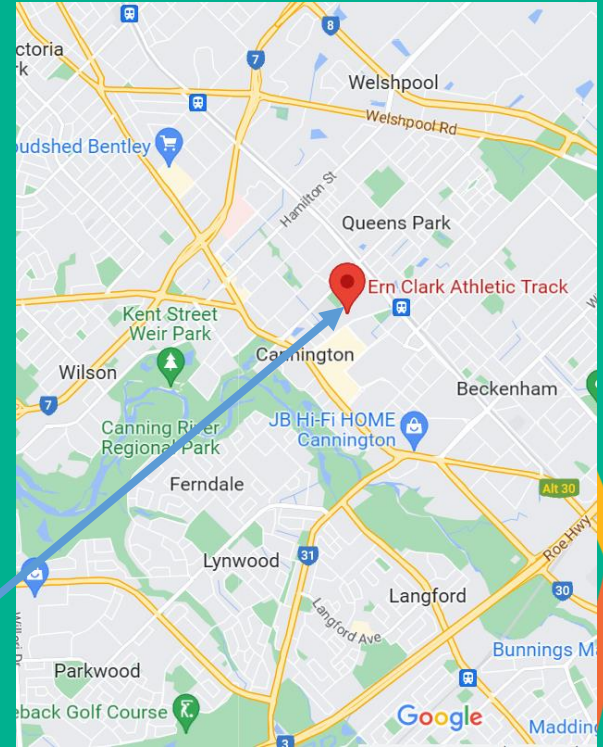 ctoria
rk
8
7
Welshpool
Welshpool Rd
oudshed Bentley
Hamilton St
Queens Park
Ern Clark Athletic Track
Kent Street
Weir Park
Cannington
Wilson
Beckenham
7
JB Hi-Fi HOME
Cannington
Canning River
Regional Park
Ferndale
Alt 30
Roe Hwy
31
Lynwood
30
Langford
Langford Ave
Bunnings Ma
Parkwood
eback Golf Course
Google
Madding
3